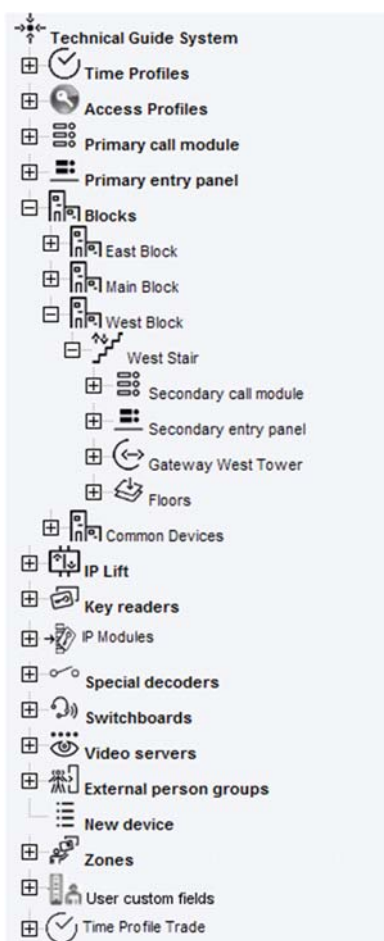 Technical Guide System
Time Profiles
Access Profiles
Primary call module
Primary entry panel
Blocks
East Block
Main Block
West Block
West Stair
Secondary call module
Secondary entry panel
Gateway West Tower
Floors
Common Devices
IP Lift
Key readers
IP Modules
Special decoders
Switchboards
Video servers
External person groups
New device
Zones
User custom fields
Time Profile Trade